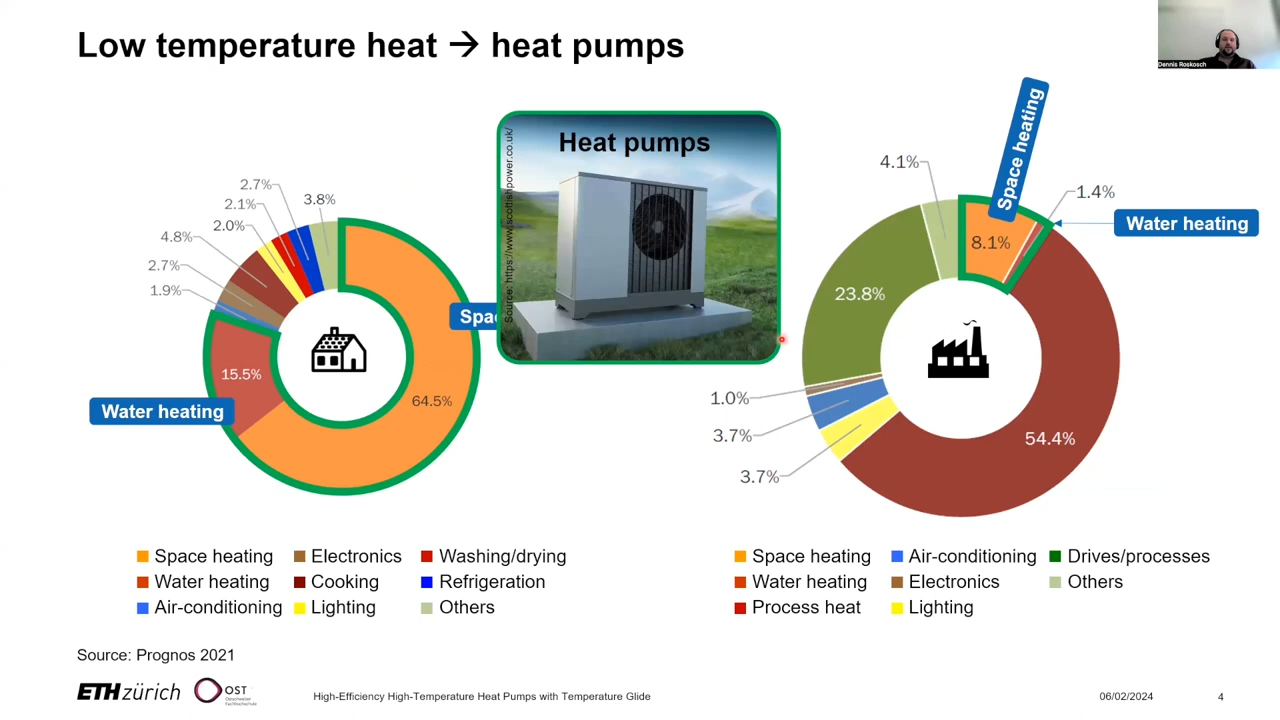 Low temperature heat → heat pumps
Dennis Roskosch
2.7%
3.8%
2.1%
2.0%
4.8%
2.7%
1.9%
15.5%
64.5%
Water heating
Spac
Heat pumps
Source: https://www.scottishpower.co.uk/
Space heating
4.1%
1.4%
Water heating
8.1%
23.8%
1.0%
3.7%
3.7%
54.4%
Space heating Electronics Washing/drying
Water heating Cooking Refrigeration
Air-conditioning Lighting Others
Space heating Air-conditioning Drives/processes
Water heating Electronics Others
Process heat Lighting
Source: Prognos 2021
ETH zürich
OST
Ostschweizer
Fachhochschule
High-Efficiency High-Temperature Heat Pumps with Temperature Glide
06/02/2024
4